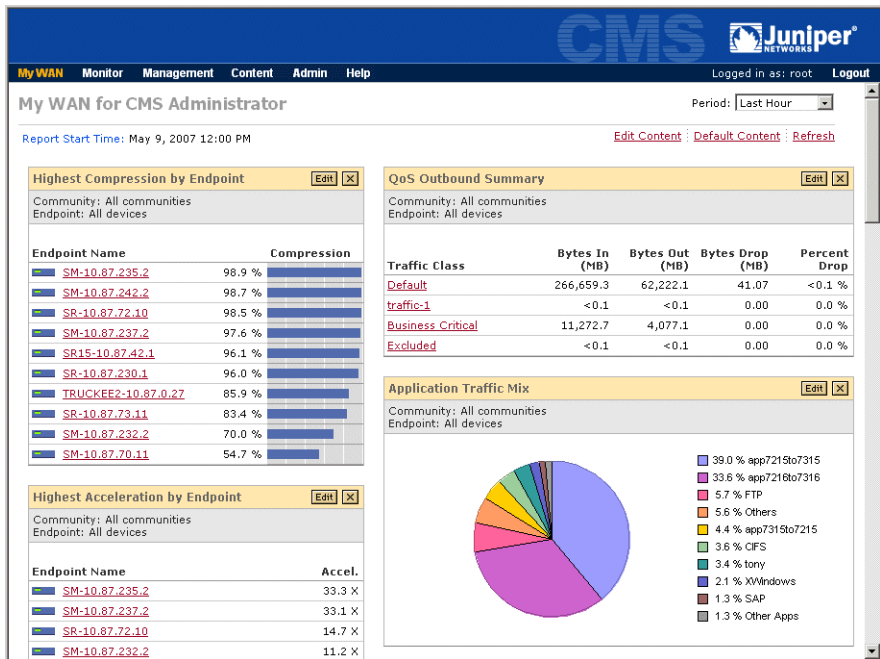 CMS
Juniper®
NETWORKS
My WAN Monitor Management Content Admin Help Logged in as: root Logout
My WAN for CMS Administrator
Period: Last Hour
Report Start Time: May 9, 2007 12:00 PM
Edit Content Default Content Refresh
Highest Compression by Endpoint Edit X
Community: All communities
Endpoint: All devices
Endpoint Name Compression
SM-10.87.235.2 98.9 %
SM-10.87.242.2 98.7 %
SR-10.87.72.10 98.5 %
SM-10.87.237.2 97.6 %
SR15-10.87.42.1 96.1 %
SR-10.87.230.1 96.0 %
TRUCKEE2-10.87.0.27 85.9 %
SR-10.87.73.11 83.4 %
SM-10.87.232.2 70.0 %
SM-10.87.70.11 54.7 %
Highest Acceleration by Endpoint Edit X
Community: All communities
Endpoint: All devices
Endpoint Name Accel.
SM-10.87.235.2 33.3 X
SM-10.87.237.2 33.1 X
SR-10.87.72.10 14.7 X
SM-10.87.232.2 11.2 X
QoS Outbound Summary Edit X
Community: All communities
Endpoint: All devices
Traffic Class Bytes In (MB) Bytes Out (MB) Bytes Drop (MB) Percent Drop
Default 266,659.3 62,222.1 41.07 <0.1 %
traffic-1 <0.1 <0.1 0.00 0.0 %
Business Critical 11,272.7 4,077.1 0.00 0.0 %
Excluded <0.1 <0.1 0.00 0.0 %
Application Traffic Mix Edit X
Community: All communities
Endpoint: All devices
39.0 % app7215to7315
33.6 % app7216to7316
5.7 % FTP
5.6 % Others
4.4 % app7315to7215
3.6 % CIFS
3.4 % tony
2.1 % XWindows
1.3 % SAP
1.3 % Other Apps